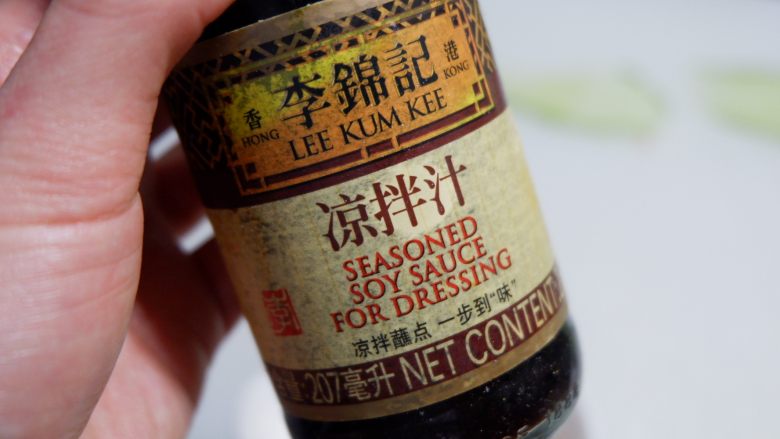 香 李錦記 港
HONG LEE KUM KEE KONG
凉拌汁
SEASONED
SOY SAUCE
FOR DRESSING
凉拌蘸点 一步到“味”
207毫升 NET CONTENT